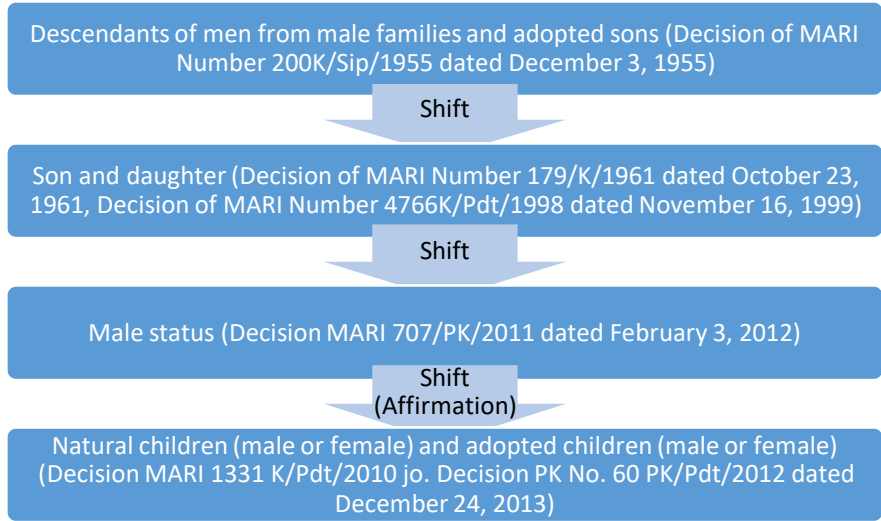 Descendants of men from male families and adopted sons (Decision of MARI
Number 200K/Sip/1955 dated December 3, 1955)
Shift
Son and daughter (Decision of MARI Number 179/K/1961 dated October 23,
1961, Decision of MARI Number 4766K/Pdt/1998 dated November 16, 1999)
Shift
Male status (Decision MARI 707/PK/2011 dated February 3, 2012)
Shift
(Affirmation)
Natural children (male or female) and adopted children (male or female)
(Decision MARI 1331 K/Pdt/2010 jo. Decision PK No. 60 PK/Pdt/2012 dated
December 24, 2013)